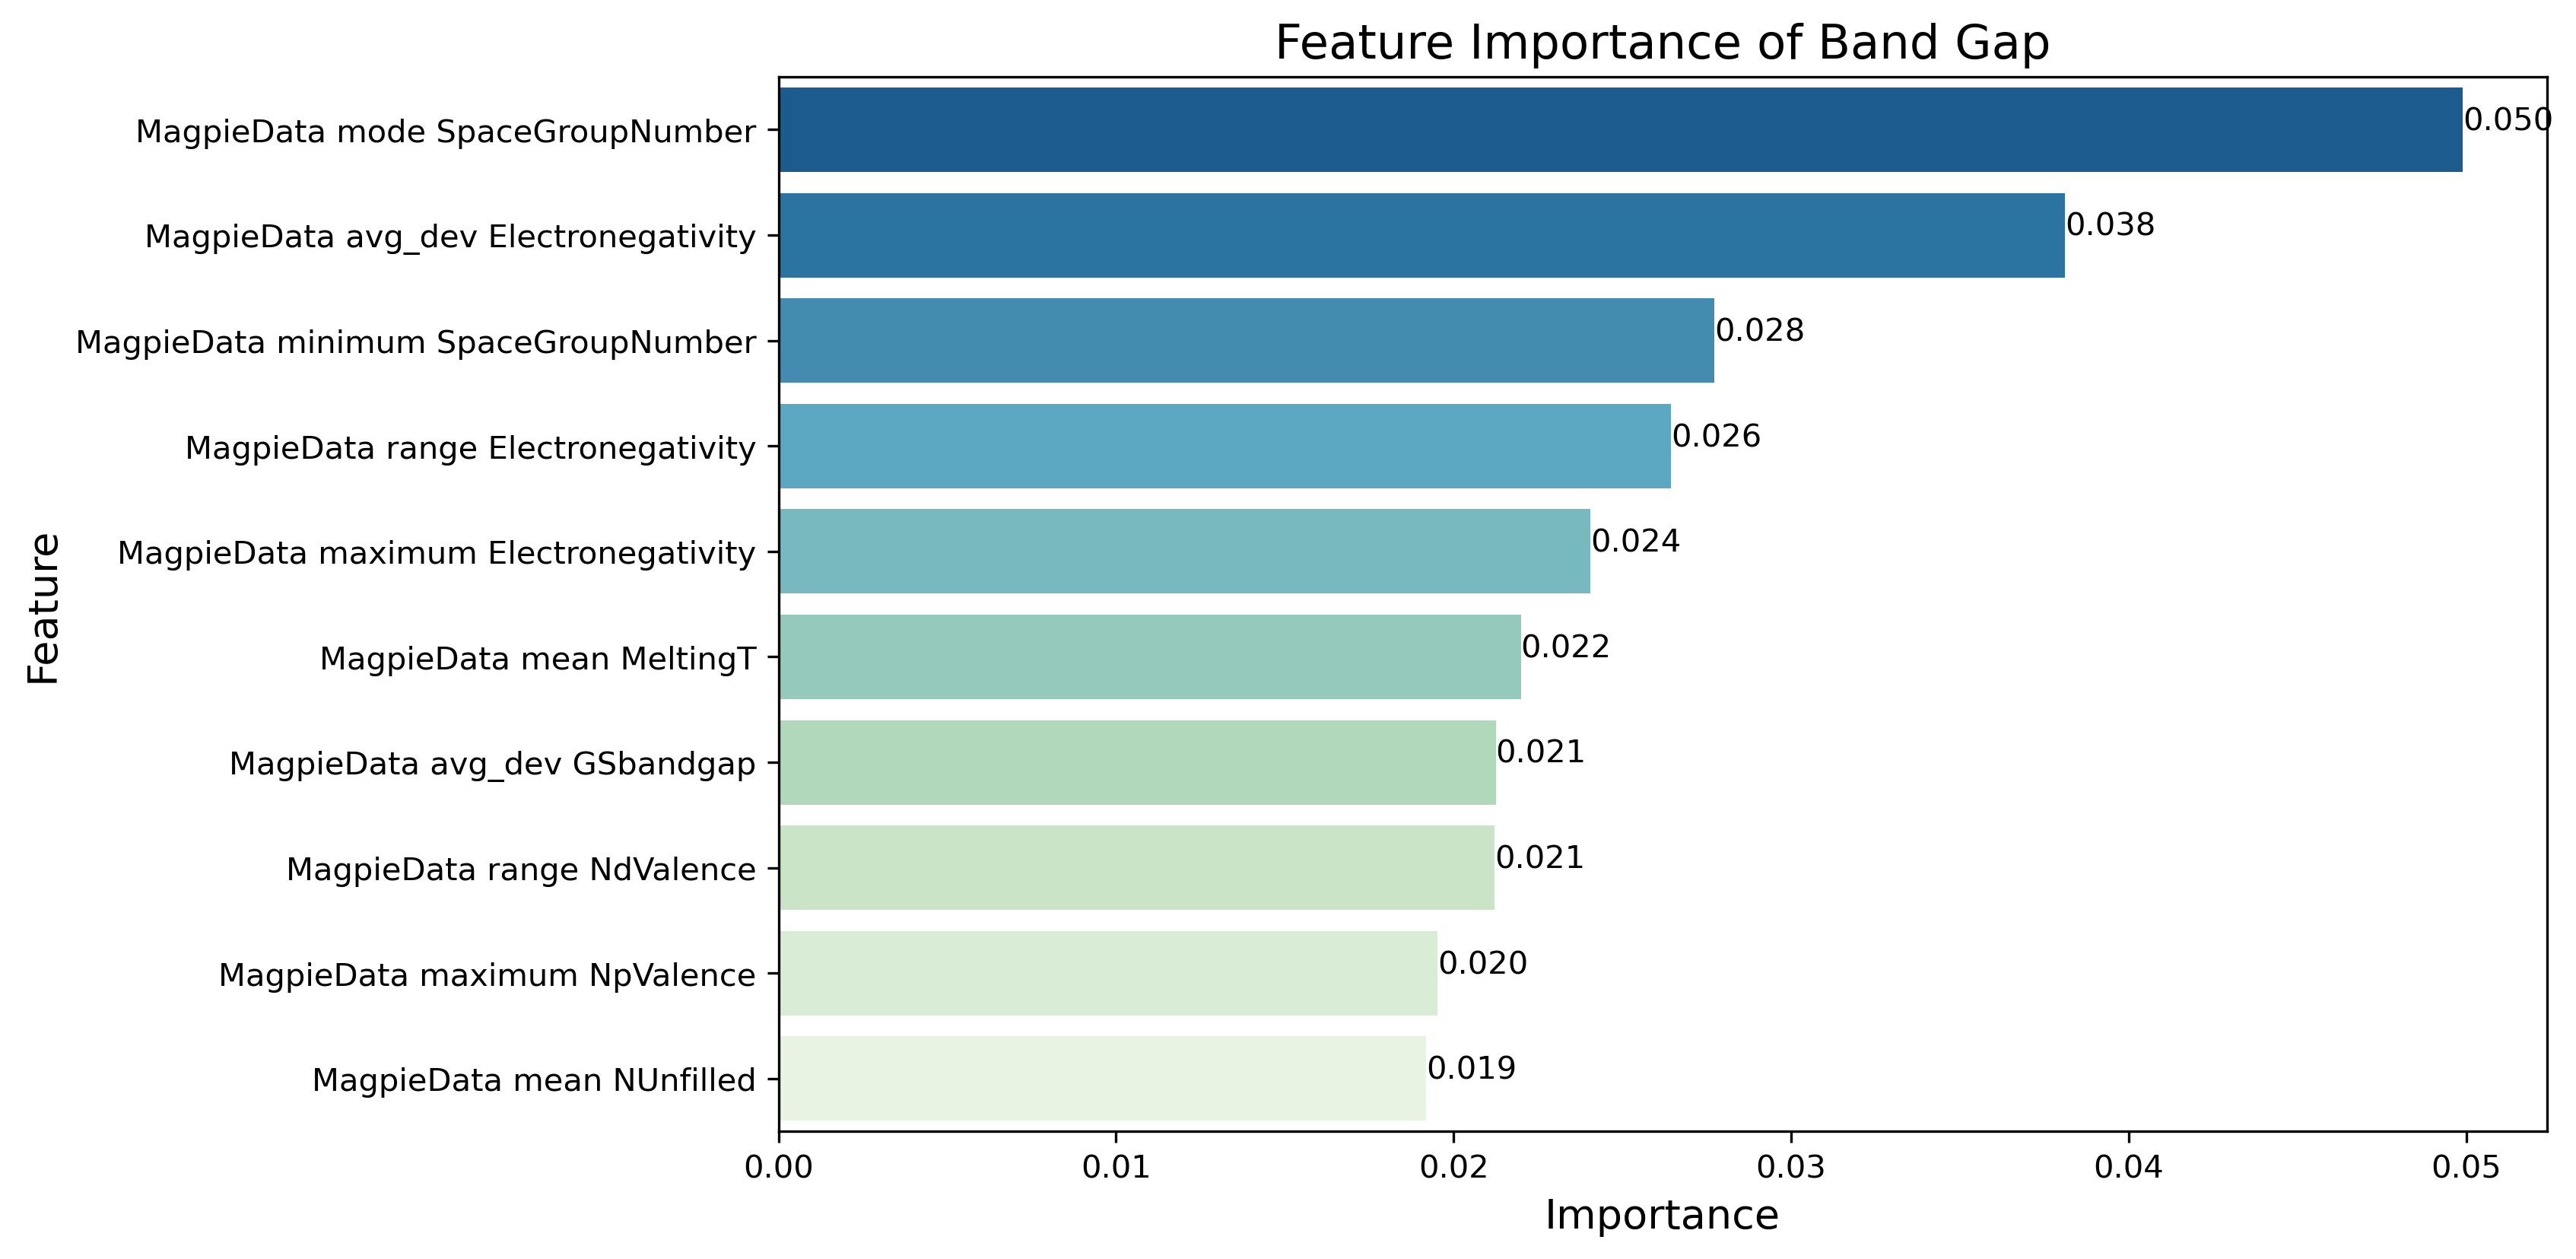 Feature Importance of Band Gap
MagpieData mode SpaceGroupNumber
0.050
MagpieData avg_dev Electronegativity
0.038
MagpieData minimum SpaceGroupNumber
0.028
MagpieData range Electronegativity
0.026
MagpieData maximum Electronegativity
0.024
MagpieData mean MeltingT
0.022
MagpieData avg_dev GSbandgap
0.021
MagpieData range NdValence
0.021
MagpieData maximum NpValence
0.020
MagpieData mean NUnfilled
0.019
Feature
0.00 0.01 0.02 0.03 0.04 0.05
Importance